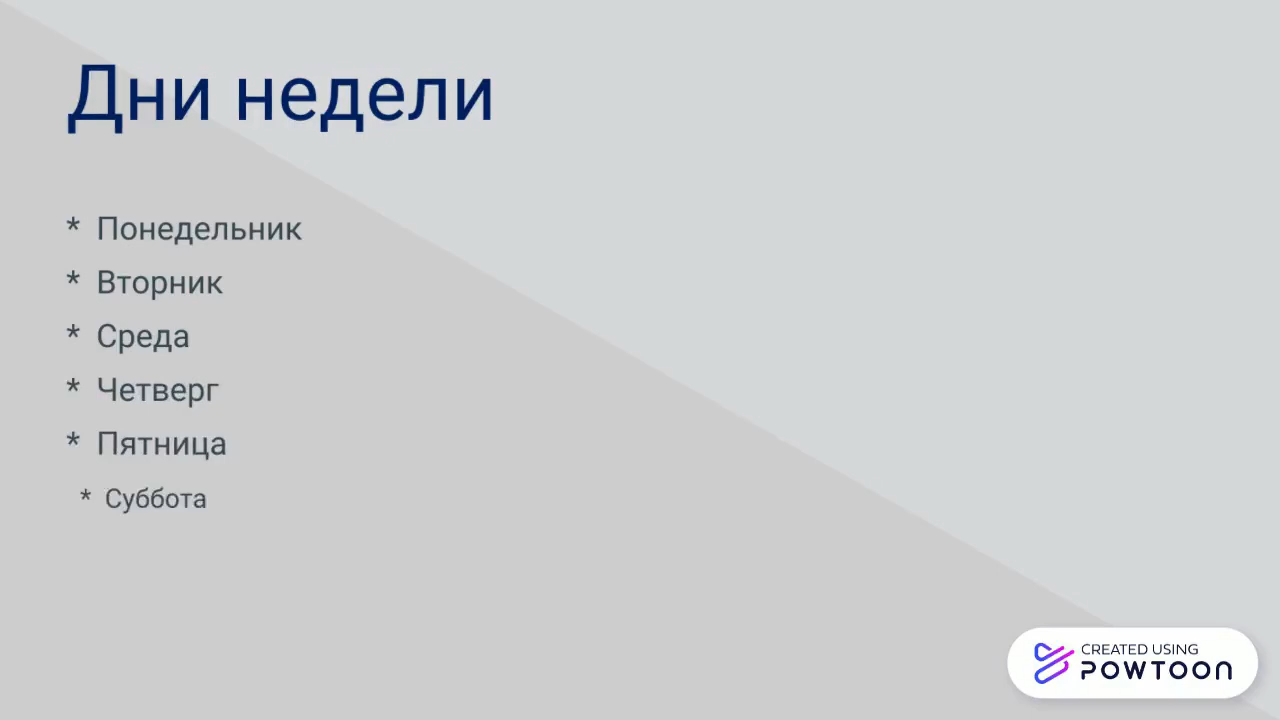 Дни недели
* Понедельник
* Вторник
* Среда
* Четверг
* Пятница
* Суббота
CREATED USING
POWTOON